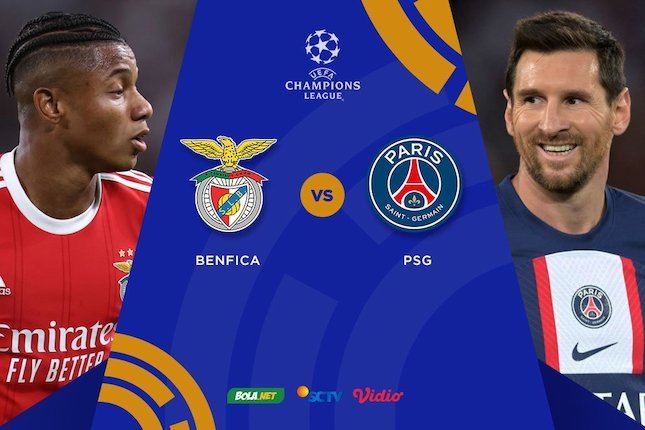 UEFA
CHAMPIONS
LEAGUE
VS
PARIS
SAINT-GERMAIN
BENFICA
PSG
Emirates
FLY BETTER
BOLA.NET
SCTV
Vidio